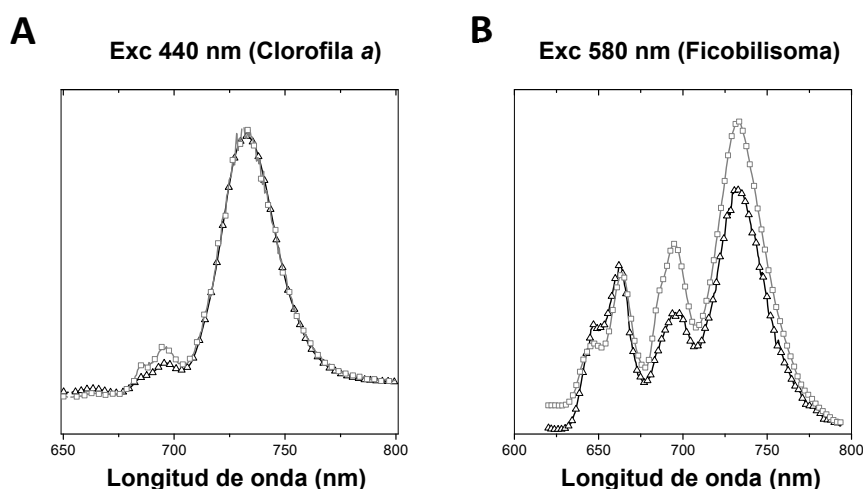 A
Exc 440 nm (Clorofila a)
650
700
750
800
Longitud de onda (nm)
B
Exc 580 nm (Ficobilisoma)
600
650
700
750
800
Longitud de onda (nm)